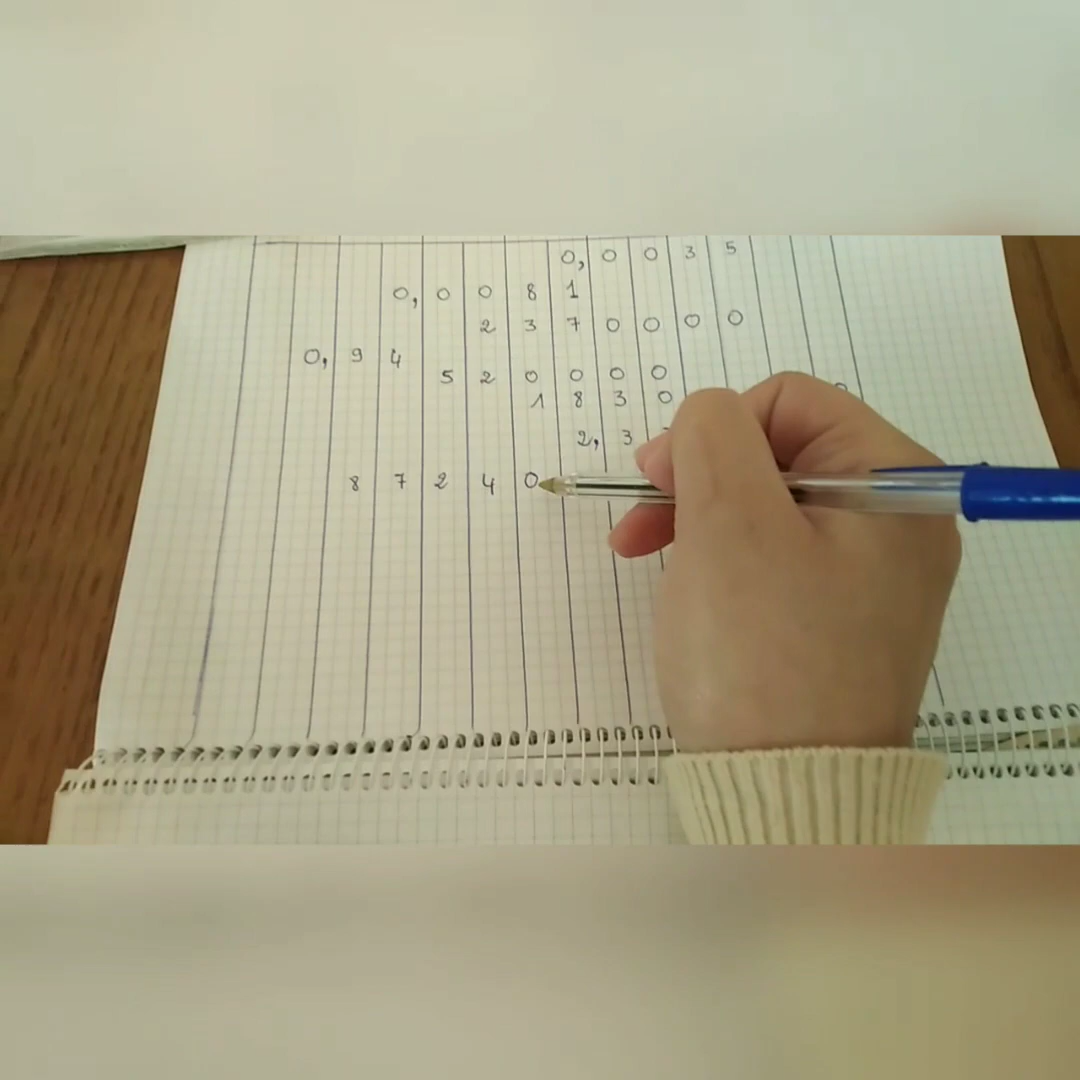 0, 0 0 3 5
0, 0 0 8 1
2 3 7 0 0 0 0
0, 9 4
5 2 0 0 0 0
1 8 3 0
2, 3
8 7 2 4 0